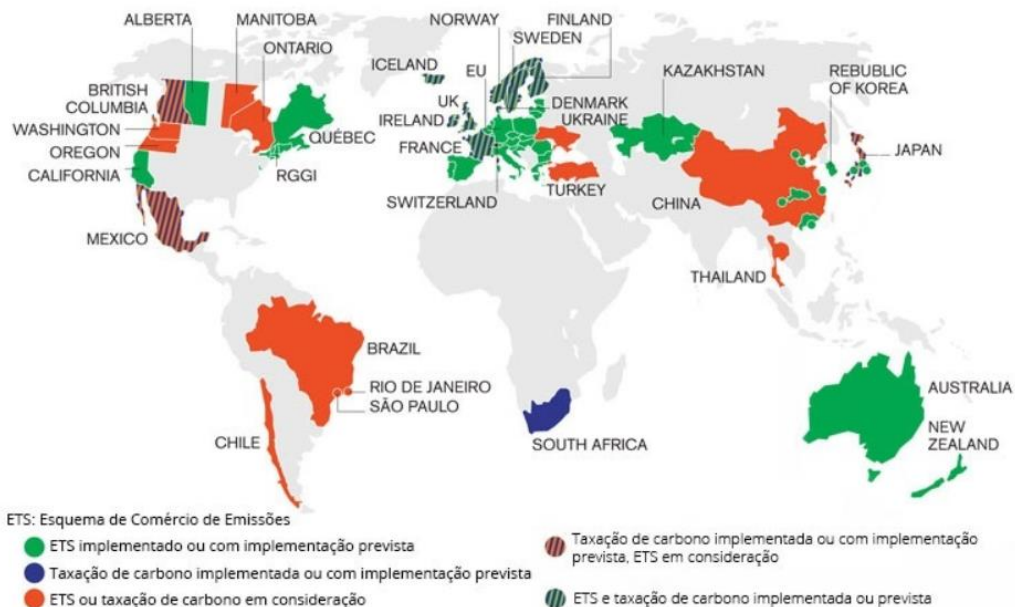 ALBERTA
MANITOBA
ONTARIO
BRITISH
COLUMBIA
WASHINGTON
OREGON
CALIFORNIA
QUÉBEC
RGGI
MEXICO
NORWAY
FINLAND
SWEDEN
ICELAND
EU
UK
IRELAND
FRANCE
DENMARK
UKRAINE
SWITZERLAND
TURKEY
KAZAKHSTAN
REBUBLIC
OF KOREA
JAPAN
CHINA
THAILAND
BRAZIL
RIO DE JANEIRO
SÃO PAULO
CHILE
SOUTH AFRICA
AUSTRALIA
NEW
ZEALAND
ETS: Esquema de Comércio de Emissões
ETS implementado ou com implementação prevista
Taxação de carbono implementada ou com implementação prevista
ETS ou taxação de carbono em consideração
Taxação de carbono implementada ou com implementação
prevista, ETS em consideração
ETS e taxação de carbono implementada ou prevista